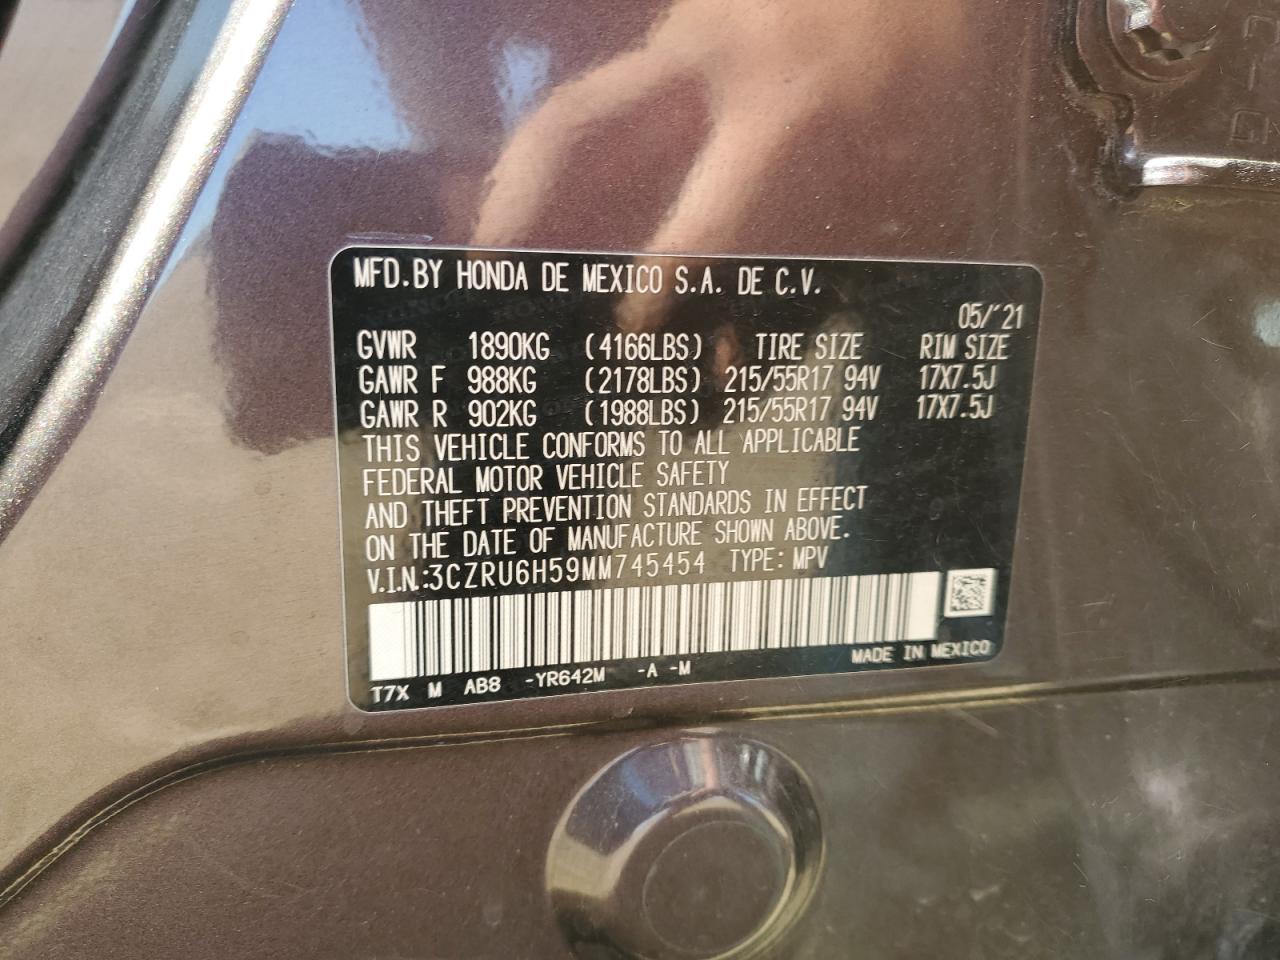 MFD.BY HONDA DE MEXICO S.A. DE C.V.
05/'21
GVWR 1890KG (4166LBS) TIRE SIZE RIM SIZE
GAWR F 988KG (2178LBS) 215/55R17 94V 17X7.5J
GAWR R 902KG (1988LBS) 215/55R17 94V 17X7.5J
THIS VEHICLE CONFORMS TO ALL APPLICABLE
FEDERAL MOTOR VEHICLE SAFETY
AND THEFT PREVENTION STANDARDS IN EFFECT
ON THE DATE OF MANUFACTURE SHOWN ABOVE.
V.I.N.:3CZRU6H59MM745454 TYPE: MPV
T7X M AB8 -YR642M -A -M MADE IN MEXICO